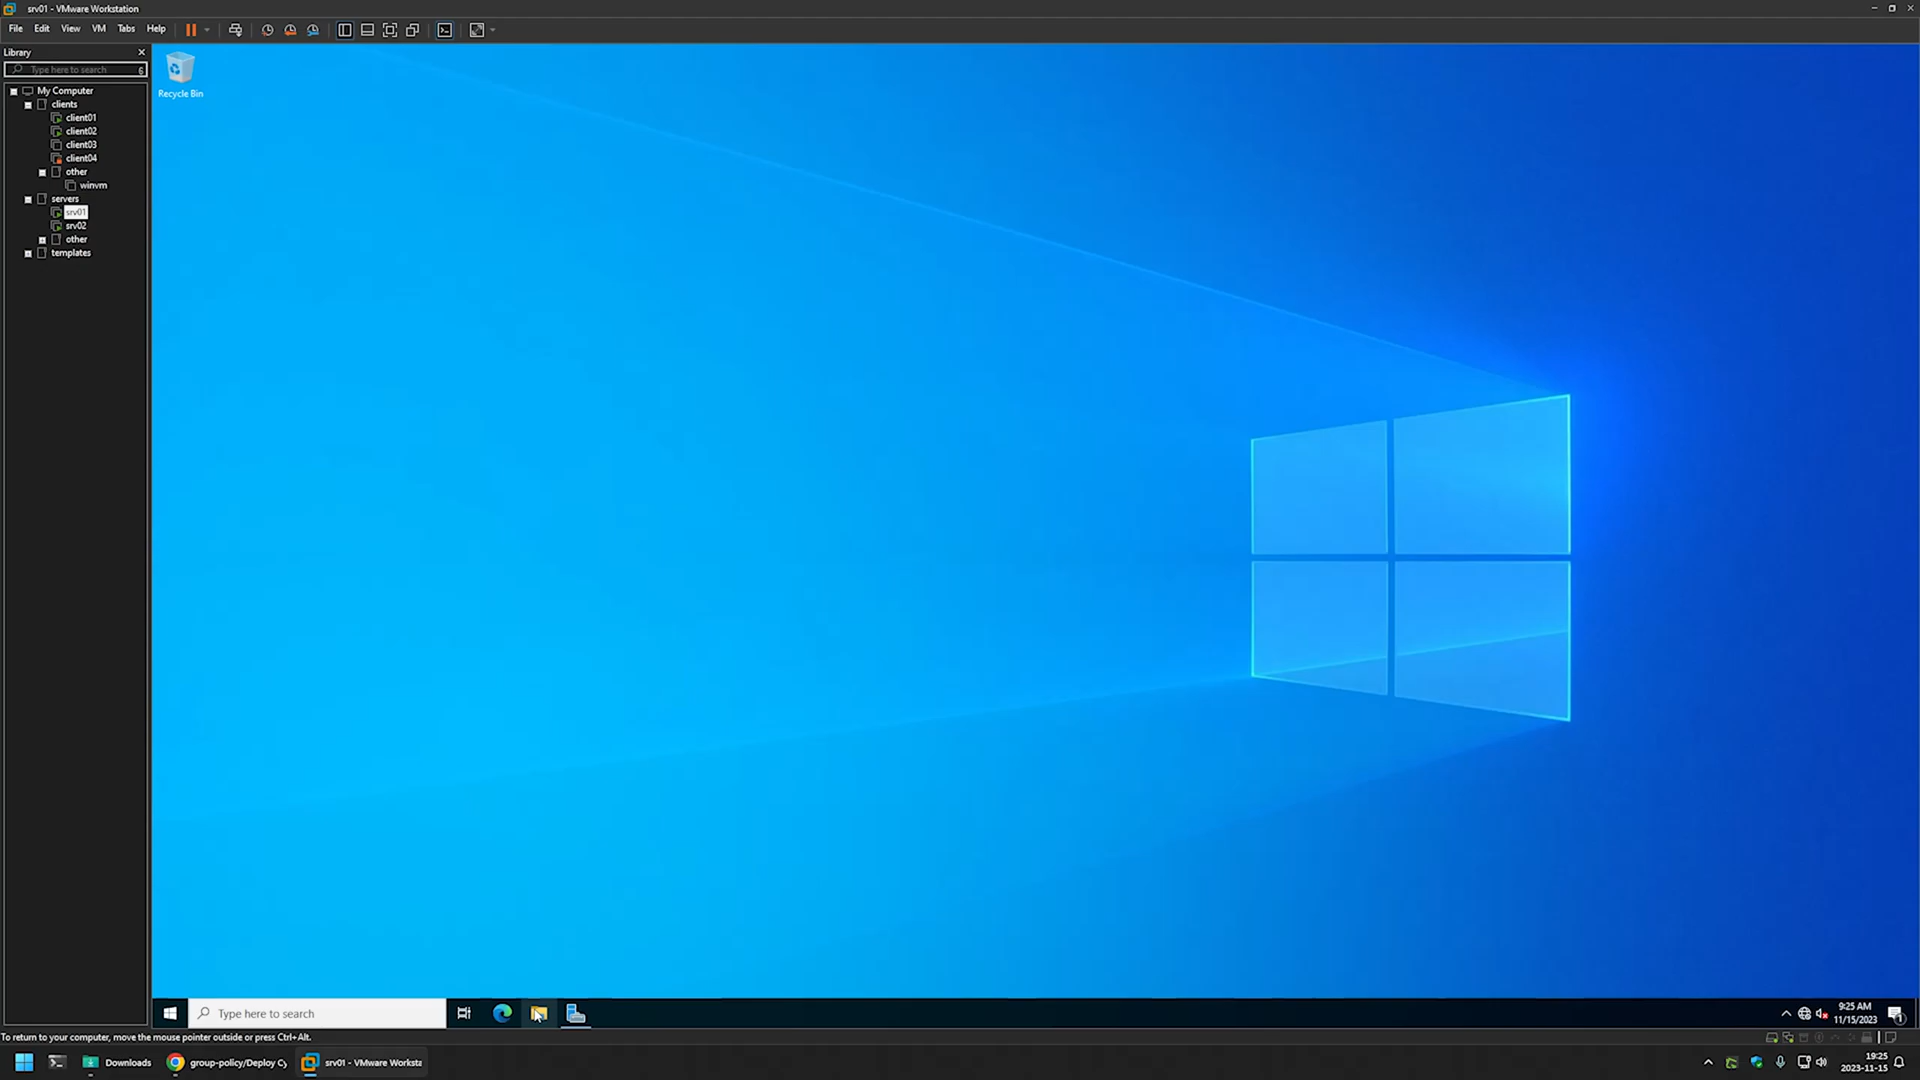 srv01 - VMware Workstation
File Edit View VM Tabs Help
Library
Type here to search
My Computer
clients
client01
client02
client03
client04
other
winvm
servers
srv01
srv02
other
templates
Recycle Bin
Type here to search
9:25 AM
11/15/2023
1
To return to your computer, move the mouse pointer outside or press Ctrl+Alt.
Downloads
group-policy/Deploy Cy
srv01 - VMware Worksta
19:25
2023-11-15